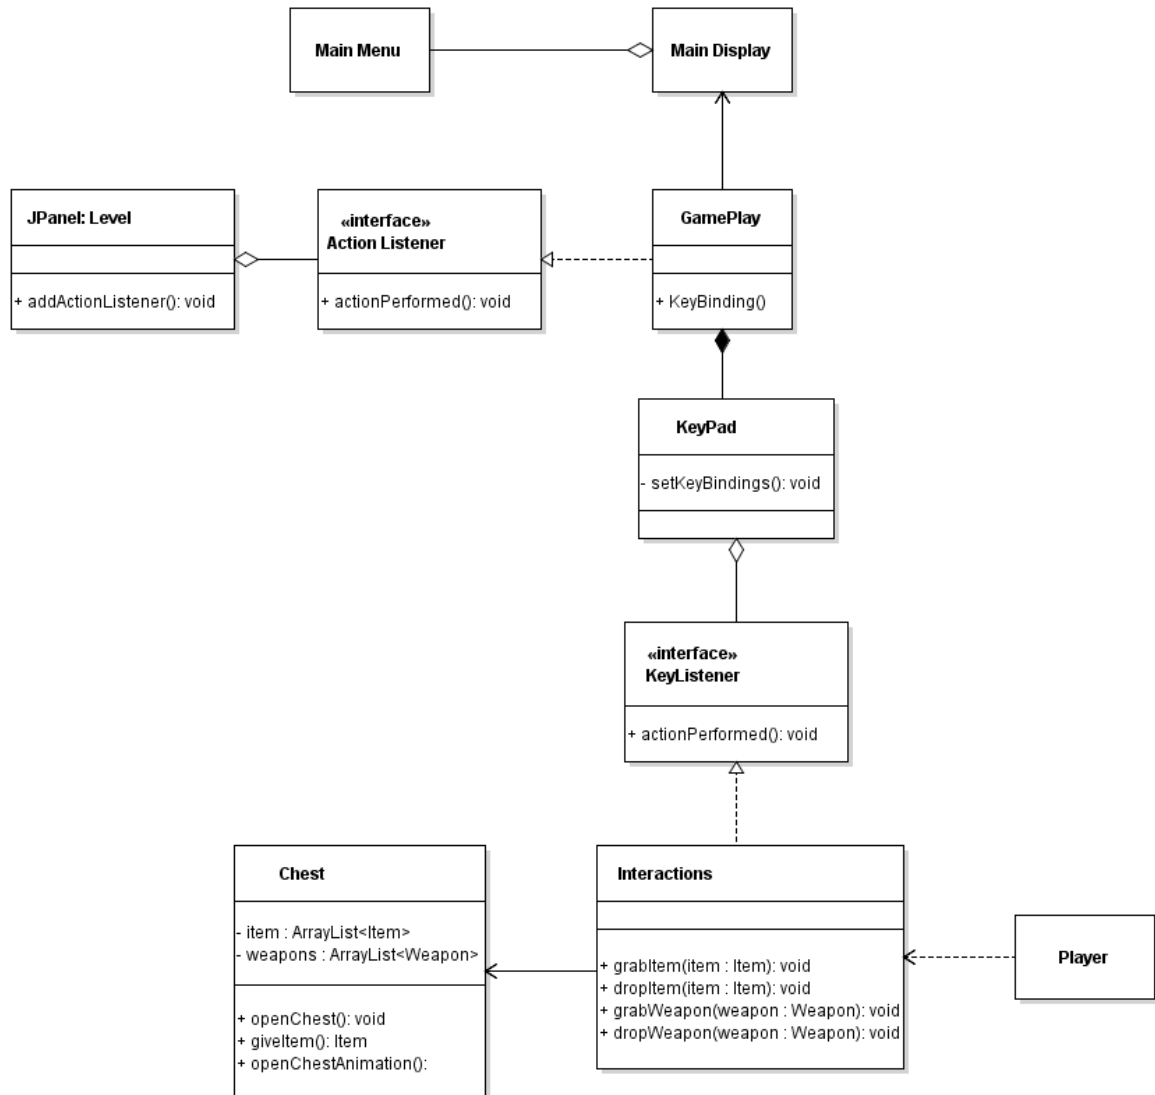 Main Menu
Main Display
JPanel: Level
+ addActionListener(): void
«interface»
Action Listener
+ actionPerformed(): void
GamePlay
+ KeyBinding()
KeyPad
- setKeyBindings(): void
«interface»
KeyListener
+ actionPerformed(): void
Chest
- item : ArrayList<Item>
- weapons : ArrayList<Weapon>
+ openChest(): void
+ giveItem(): Item
+ openChestAnimation():
Interactions
+ grabItem(item : Item): void
+ dropItem(item : Item): void
+ grabWeapon(weapon : Weapon): void
+ dropWeapon(weapon : Weapon): void
Player